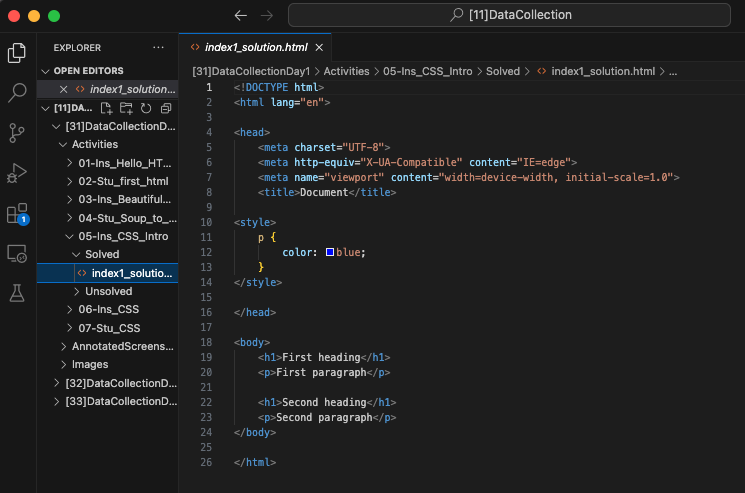 [11]DataCollection
EXPLORER
OPEN EDITORS
index1_solution...
[11]DA...
[31]DataCollectionD...
Activities
01-Ins_Hello_HT...
02-Stu_first_html
03-Ins_Beautiful...
04-Stu_Soup_to_...
05-Ins_CSS_Intro
Solved
<> index1_solutio...
Unsolved
06-Ins_CSS
07-Stu_CSS
AnnotatedScreens...
Images
[32]DataCollectionD...
[33]DataCollectionD...
1
<> index1_solution.html
[31]DataCollectionDay1 > Activities > 05-Ins_CSS_Intro > Solved > <> index1_solution.html > ...
1 <!DOCTYPE html>
2 <html lang="en">
3
4 <head>
5 <meta charset="UTF-8">
6 <meta http-equiv="X-UA-Compatible" content="IE=edge">
7 <meta name="viewport" content="width=device-width, initial-scale=1.0">
8 <title>Document</title>
9
10 <style>
11 p {
12 color: blue;
13 }
14 </style>
15
16 </head>
17
18 <body>
19 <h1>First heading</h1>
20 <p>First paragraph</p>
21
22 <h1>Second heading</h1>
23 <p>Second paragraph</p>
24 </body>
25
26 </html>